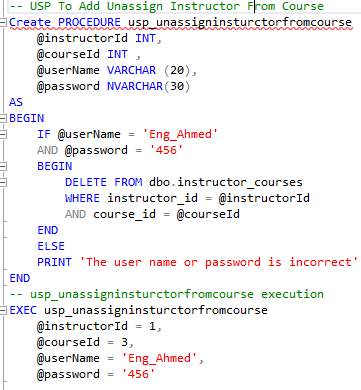 -- USP To Add Unassign Instructor From Course
Create PROCEDURE usp_unassigninsturctorfromcourse
@instructorId INT,
@courseId INT ,
@userName VARCHAR (20),
@password NVARCHAR(30)
AS
BEGIN
IF @userName = 'Eng_Ahmed'
AND @password = '456'
BEGIN
DELETE FROM dbo.instructor_courses
WHERE instructor_id = @instructorId
AND course_id = @courseId
END
ELSE
PRINT 'The user name or password is incorrect'
END
-- usp_unassigninsturctorfromcourse execution
EXEC usp_unassigninsturctorfromcourse
@instructorId = 1,
@courseId = 3,
@userName = 'Eng_Ahmed',
@password = '456'